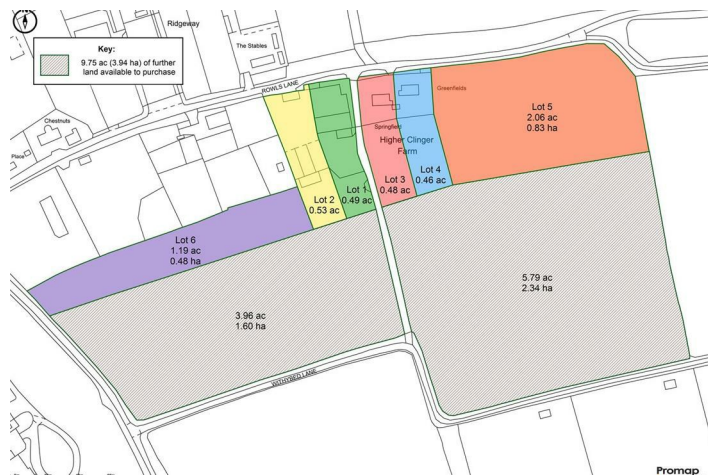 Ridgeway
The Stables
Key:
9.75 ac (3.94 ha) of further
land available to purchase
ROWLS LANE
Chestnuts
Place
Greenfields
Springfield
Higher Clinger
Farm
Lot 5
2.06 ac
0.83 ha
Lot 4
0.46 ac
Lot 3
0.48 ac
Lot 1
0.49 ac
Lot 2
0.53 ac
Lot 6
1.19 ac
0.48 ha
3.96 ac
1.60 ha
5.79 ac
2.34 ha
WITHYBED LANE
Promap